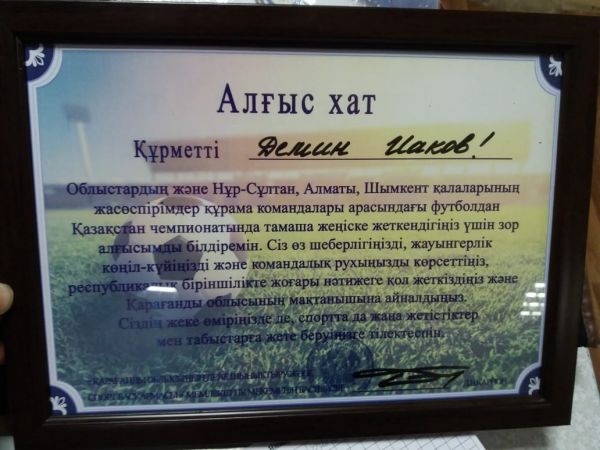 Алғыс хат
Құрметті Демин Иаков!
Облыстардың және Нұр-Сұлтан, Алматы, Шымкент қалаларының
жасөспірімдер құрама командалары арасындағы футболдан
Қазақстан чемпионатында тамаша жеңіске жеткендігіңіз үшін зор
алғысымды білдіремін. Сіз өз шеберлігіңізді, жауынгерлік
көңіл-күйіңізді және командалық рухыңызды көрсеттіңіз,
республикалық біріншілікте жоғары нәтижеге қол жеткіздіңіз және
Қарағанды облысының мақтанышына айналдыңыз.
Сіздің жеке өміріңізде де, спортта да жаңа жетістіктер
мен табыстарға жете беруіңізге тілектеспін.